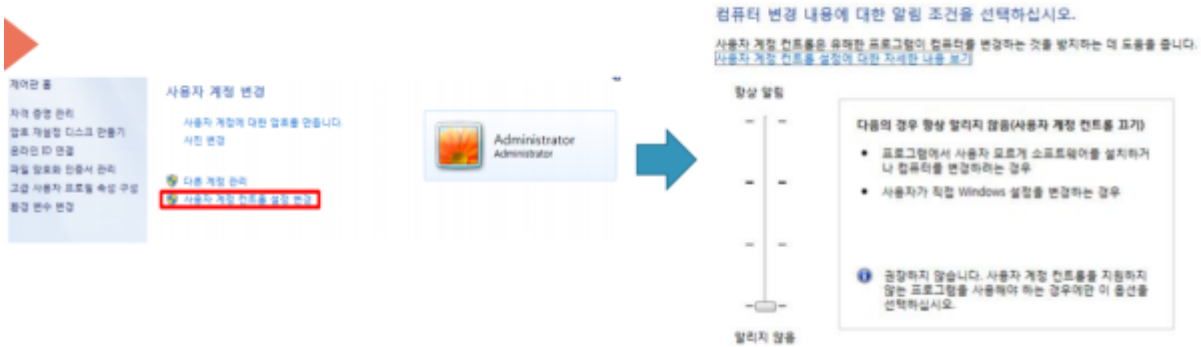 제어판 홈
자격 증명 관리
암호 재설정 디스크 만들기
온라인 ID 연결
파일 암호화 인증서 관리
고급 사용자 프로필 속성 구성
환경 변수 변경
사용자 계정 변경
사용자 계정에 대한 암호를 만듭니다.
사진 변경
다른 계정 관리
사용자 계정 컨트롤 설정 변경
Administrator
Administrator
컴퓨터 변경 내용에 대한 알림 조건을 선택하십시오.
사용자 계정 컨트롤은 유해한 프로그램이 컴퓨터를 변경하는 것을 방지하는 데 도움을 줍니다.
사용자 계정 컨트롤 설정에 대한 자세한 내용 보기
항상 알림
다음의 경우 항상 알리지 않음(사용자 계정 컨트롤 끄기)
• 프로그램에서 사용자 모르게 소프트웨어를 설치하거
나 컴퓨터를 변경하려는 경우
• 사용자가 직접 Windows 설정을 변경하는 경우
권장하지 않습니다. 사용자 계정 컨트롤을 지원하지
않는 프로그램을 사용해야 하는 경우에만 이 옵션을
선택하십시오.
알리지 않음